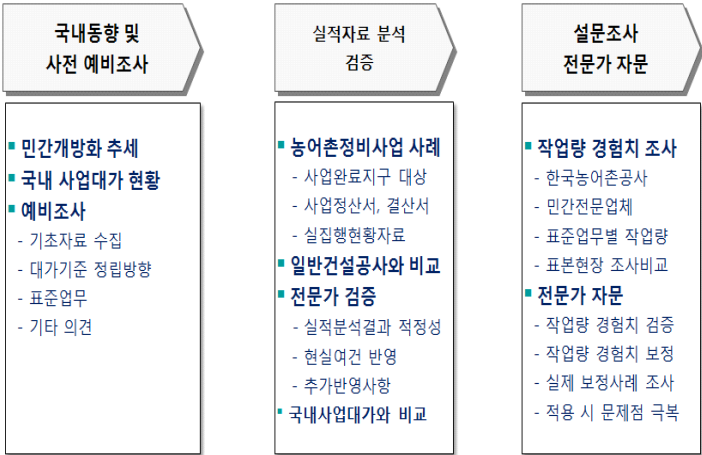 국내동향 및
사전 예비조사
▪ 민간개방화 추세
▪ 국내 사업대가 현황
▪ 예비조사
- 기초자료 수집
- 대가기준 정립방향
- 표준업무
- 기타 의견
실적자료 분석
검증
▪ 농어촌정비사업 사례
- 사업완료지구 대상
- 사업정산서, 결산서
- 실집행현황자료
▪ 일반건설공사와 비교
▪ 전문가 검증
- 실적분석결과 적정성
- 현실여건 반영
- 추가반영사항
▪ 국내사업대가와 비교
설문조사
전문가 자문
▪ 작업량 경험치 조사
- 한국농어촌공사
- 민간전문업체
- 표준업무별 작업량
- 표본현장 조사비교
▪ 전문가 자문
- 작업량 경험치 검증
- 작업량 경험치 보정
- 실제 보정사례 조사
- 적용 시 문제점 극복